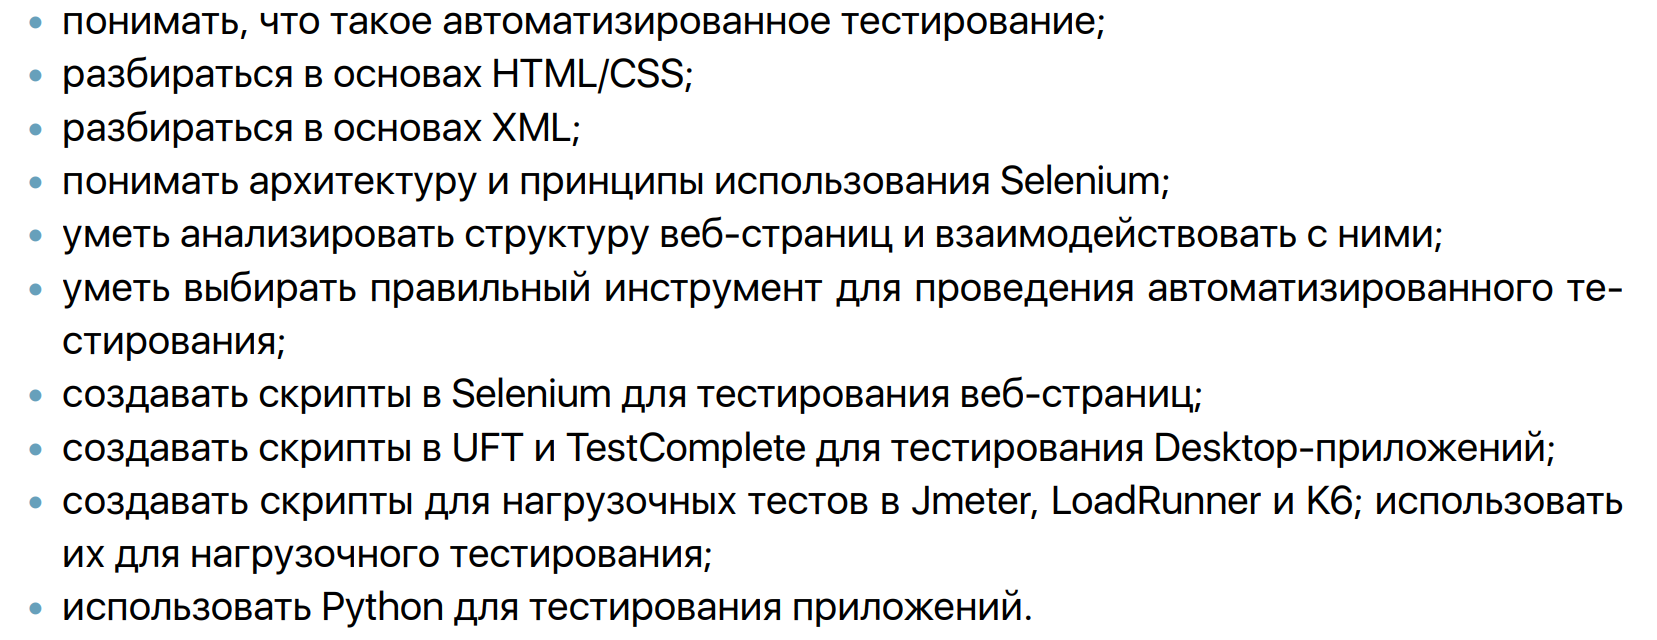 • понимать, что такое автоматизированное тестирование;
• разбираться в основах HTML/CSS;
• разбираться в основах XML;
• понимать архитектуру и принципы использования Selenium;
• уметь анализировать структуру веб-страниц и взаимодействовать с ними;
• уметь выбирать правильный инструмент для проведения автоматизированного те-
стирования;
• создавать скрипты в Selenium для тестирования веб-страниц;
• создавать скрипты в UFT и TestComplete для тестирования Desktop-приложений;
• создавать скрипты для нагрузочных тестов в Jmeter, LoadRunner и K6; использовать
их для нагрузочного тестирования;
• использовать Python для тестирования приложений.